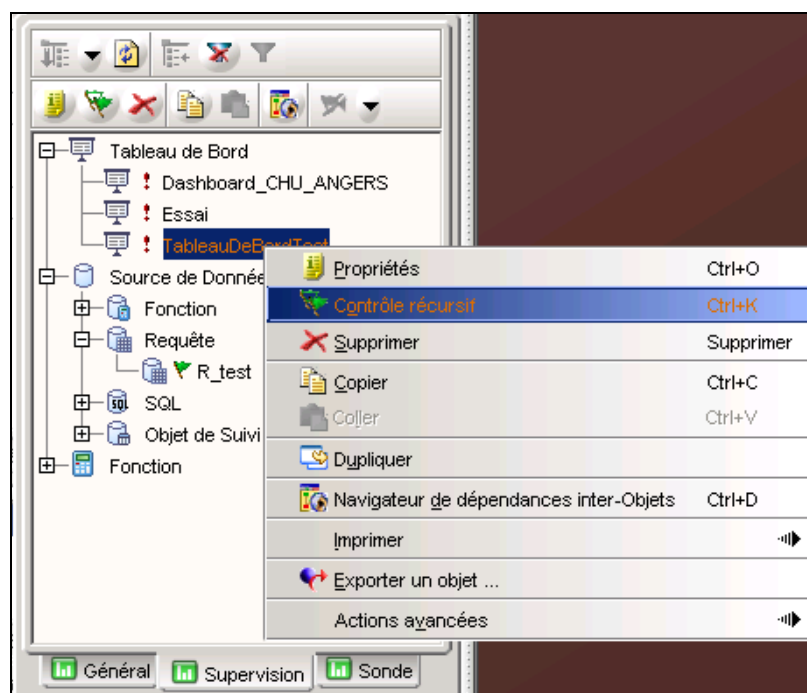 Tableau de Bord
Dashboard_CHU_ANGERS
Essai
TableauDeBordTest
Source de Donnée
Fonction
Requête
R_test
SQL
Objet de Suivi
Fonction
Propriétés Ctrl+O
Contrôle récursif Ctrl+K
Supprimer Supprimer
Copier Ctrl+C
Coller Ctrl+V
Dupliquer
Navigateur de dépendances inter-Objets Ctrl+D
Imprimer
Exporter un objet ...
Actions avancées
Général Supervision Sonde